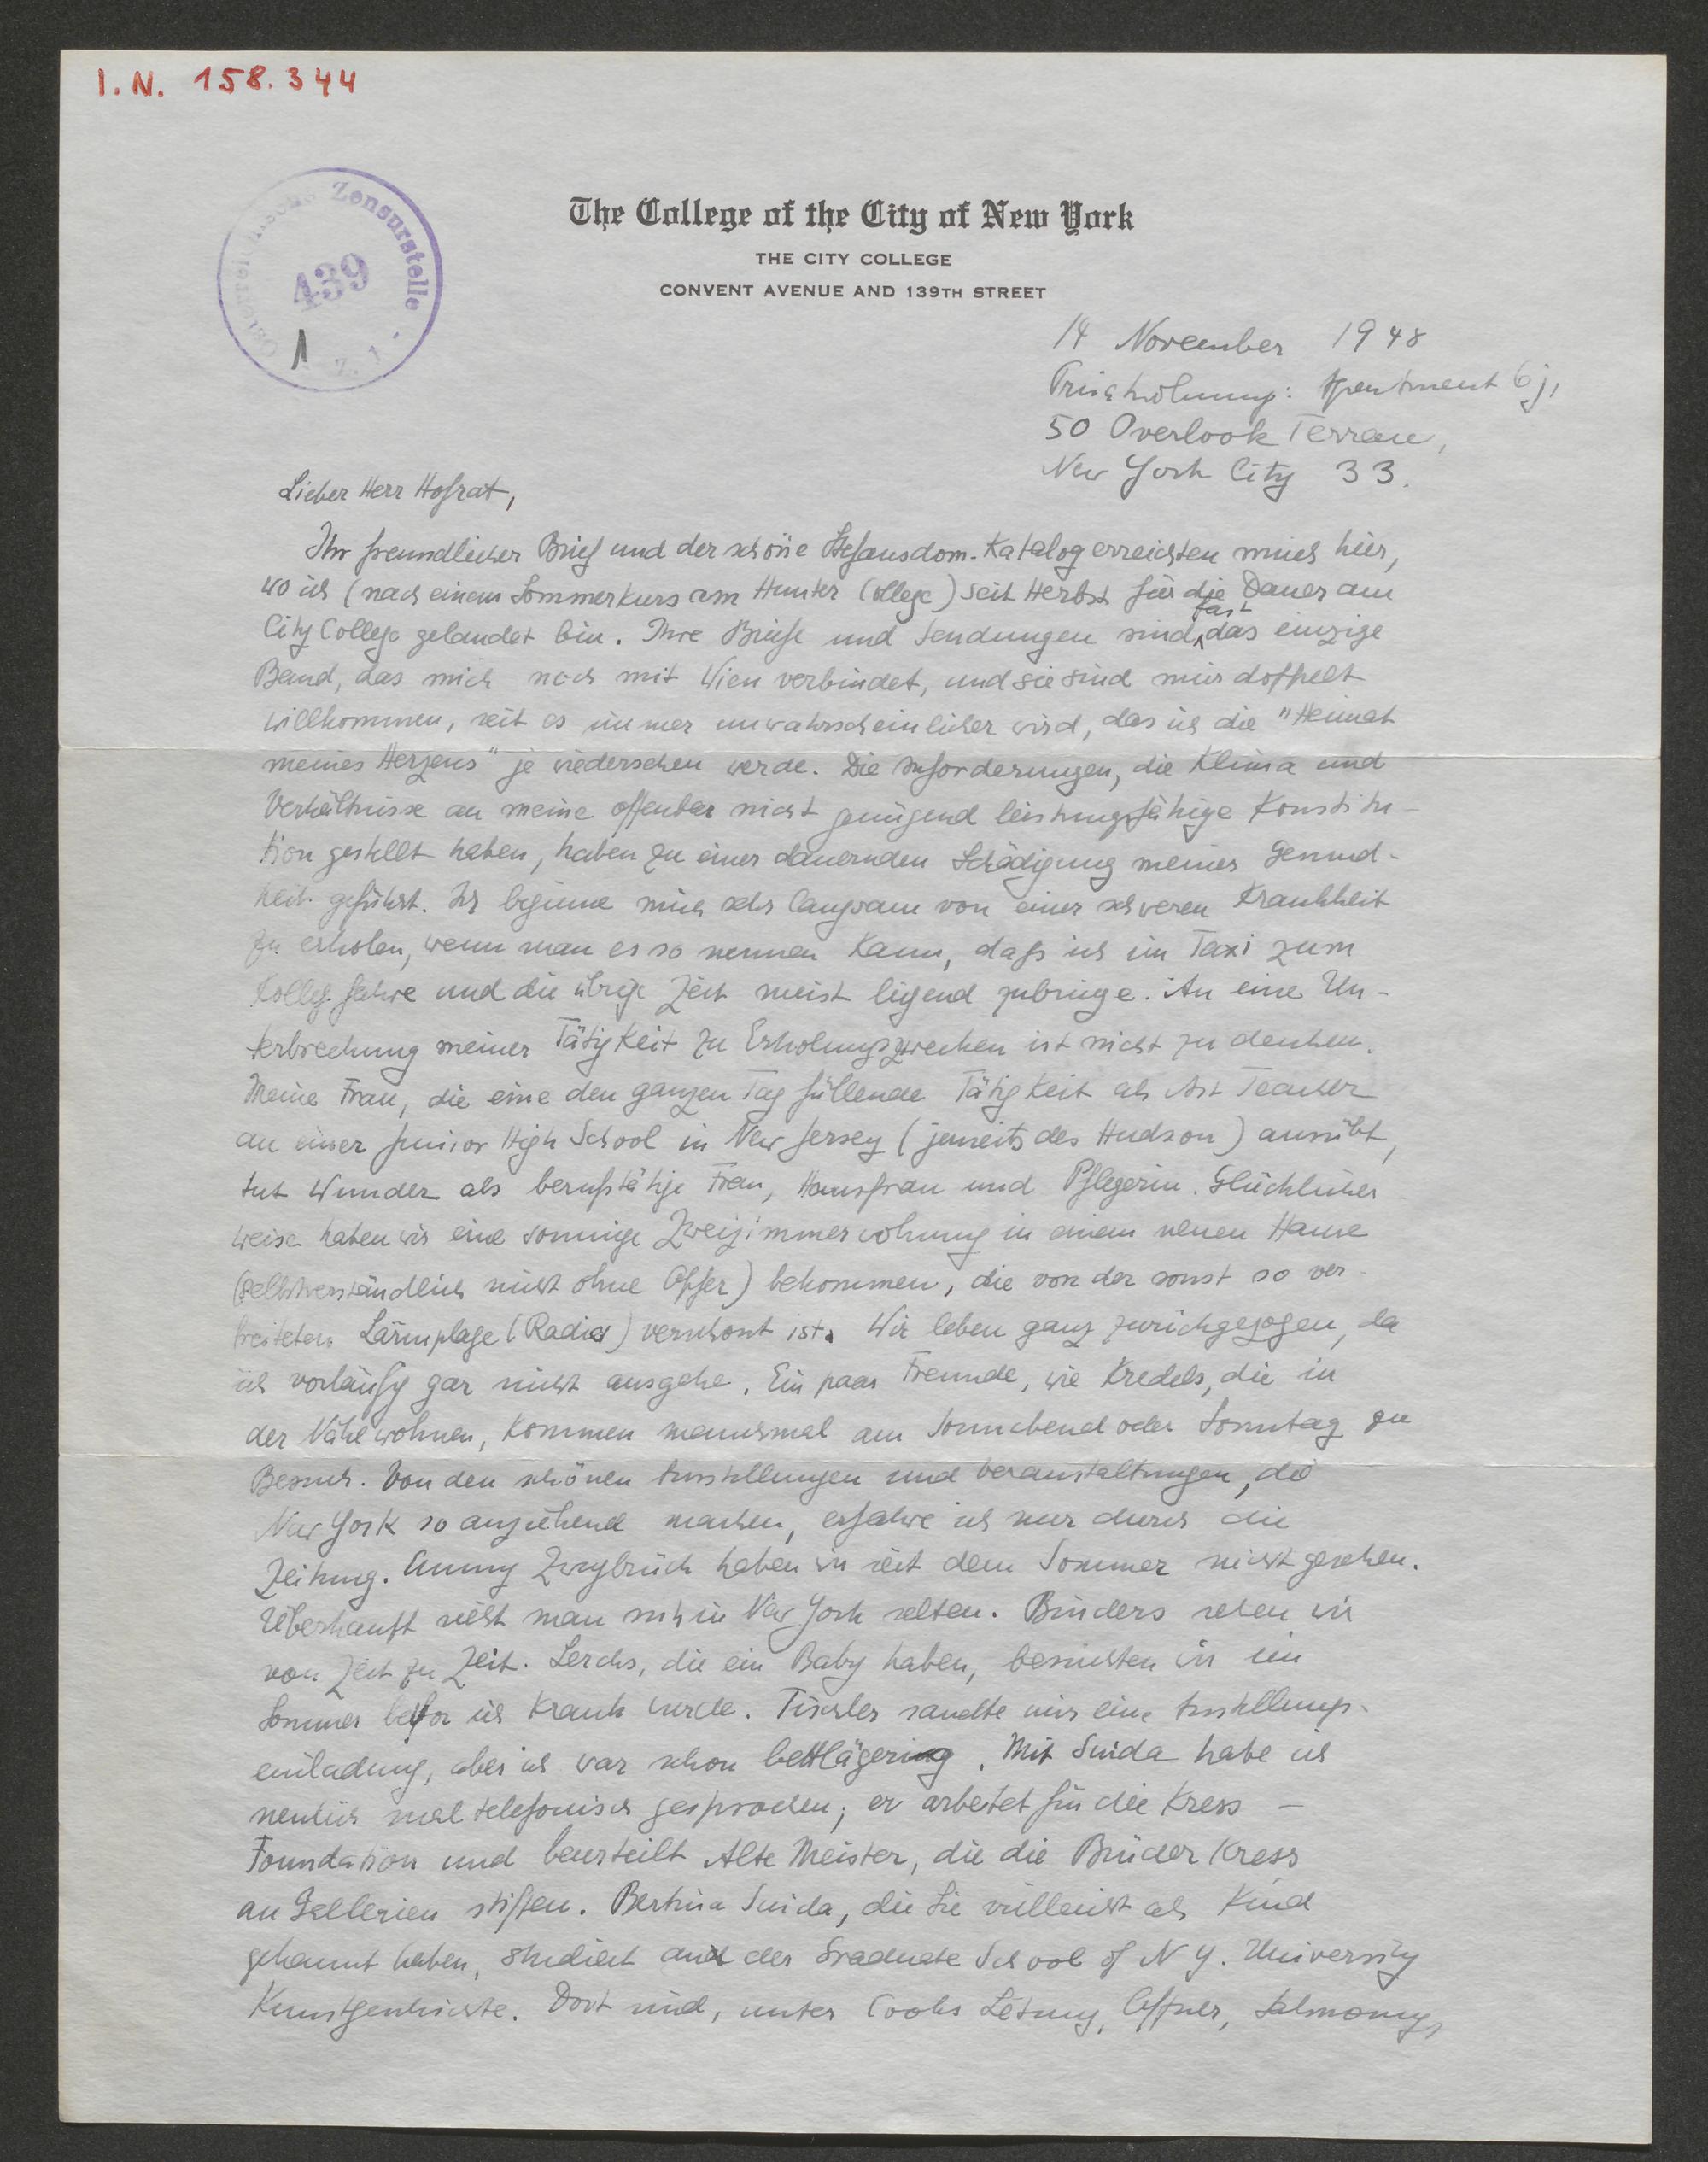 I.N. 158.344
Österreichische Zensurstelle
439
1
Z. 1 -
The College of the City of New York
THE CITY COLLEGE
CONVENT AVENUE AND 139TH STREET
14 November 1948
Privatwohnung: Apartment 6j,
50 Overlook Terrace,
New York City 33.
Lieber Herr Hofrat,
Ihr freundlicher Brief und der schöne Stefansdom-Katalog erreichten mich hier,
wo ich (nach einem Sommerkurs am Hunter College) seit Herbst für die Dauer am
City College gelandet bin. Ihre Briefe und Sendungen sind fast das einzige
Band, das mich noch mit Wien verbindet, und sie sind mir doppelt
willkommen, seit es immer unwahrscheinlicher wird, das ich die "Heimat
meines Herzens" je wiedersehen werde. Die Anforderungen, die Klima und
Verhältnisse an meine offenbar nicht genügend leistungsfähige Konstitu-
tion gestellt haben, haben zu einer dauernden Schädigung meiner Gesund-
heit geführt. Ich beginne mich sehr langsam von einer schweren Krankheit
zu erholen, wenn man es so nennen kann, dass ich im Taxi zum
Kolleg fahre und die übrige Zeit meist liegend zubringe. An eine Un-
terbrechung meiner Tätigkeit zu Erholungszwecken ist nicht zu denken.
Meine Frau, die eine den ganzen Tag füllende Tätigkeit als Art Teacher
an einer Junior High School in New Jersey (jenseits des Hudson) ausübt,
tut Wunder als berufstätige Frau, Hausfrau und Pflegerin. Glücklicher
weise haben wir eine sonnige Zweizimmerwohnung in einem neuen Hause
(selbstverständlich nicht ohne Opfer) bekommen, die von der sonst so ver-
breiteten Lärmplage (Radio) verschont ist. Wir leben ganz zurückgezogen, da
ich vorläufig gar nicht ausgehe. Ein paar Freunde, wie Kredels, die in
der Nähe wohnen, kommen manchmal am Sonnabend oder Sonntag zu
Besuch. Von den schönen Ausstellungen und Veranstaltungen, die
New York so anziehend machen, erfahre ich nur durch die
Zeitung. Emmy Zweybrück haben wir seit dem Sommer nicht gesehen.
Überhaupt sieht man sich in New York selten. Binders sehen wir
von Zeit zu Zeit. Lerchs, die ein Baby haben, besuchten wir im
Sommer bevor ich krank wurde. Tischler sandte mir eine Ausstellungs-
einladung, aber ich war schon bettlägerig. Mit Suida habe ich
neulich mal telefonisch gesprochen; er arbeitet für die Kress-
Foundation und beurteilt Alte Meister, die die Brüder Kress
an Gallerien stiften. Bertina Suida, die Sie vielleicht als Kind
gekannt haben, studiert an der Graduate School of N Y. University
Kunstgeschichte. Dort sind, unter Cooks Leitung, Offner, Salmony,